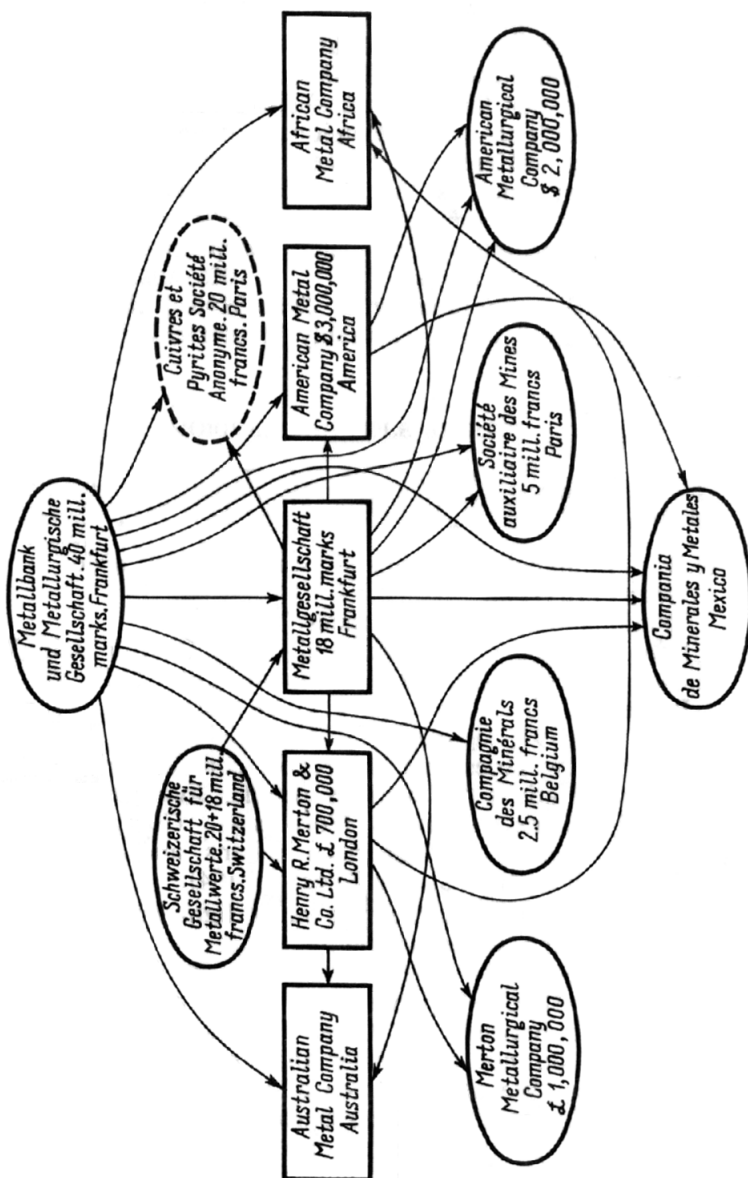 Metallbank
und Metallurgische
Gesellschaft. 40 mill.
marks. Frankfurt
Schweizerische
Gesellschaft für
Metallwerte. 20+18 mill.
francs. Switzerland
Cuivres et
Pyrites Société
Anonyme. 20 mill.
francs. Paris
Australian
Metal Company
Australia
Henry R. Merton &
Co. Ltd. £ 700,000
London
Metallgesellschaft
18 mill. marks
Frankfurt
American Metal
Company $3,000,000
America
African
Metal Company
Africa
Merton
Metallurgical
Company
£ 1,000,000
Compagnie
des Minérals
2.5 mill. francs
Belgium
Société
auxiliaire des Mines
5 mill. francs
Paris
American
Metallurgical
Company
$ 2,000,000
Compania
de Minerales y Metales
Mexico